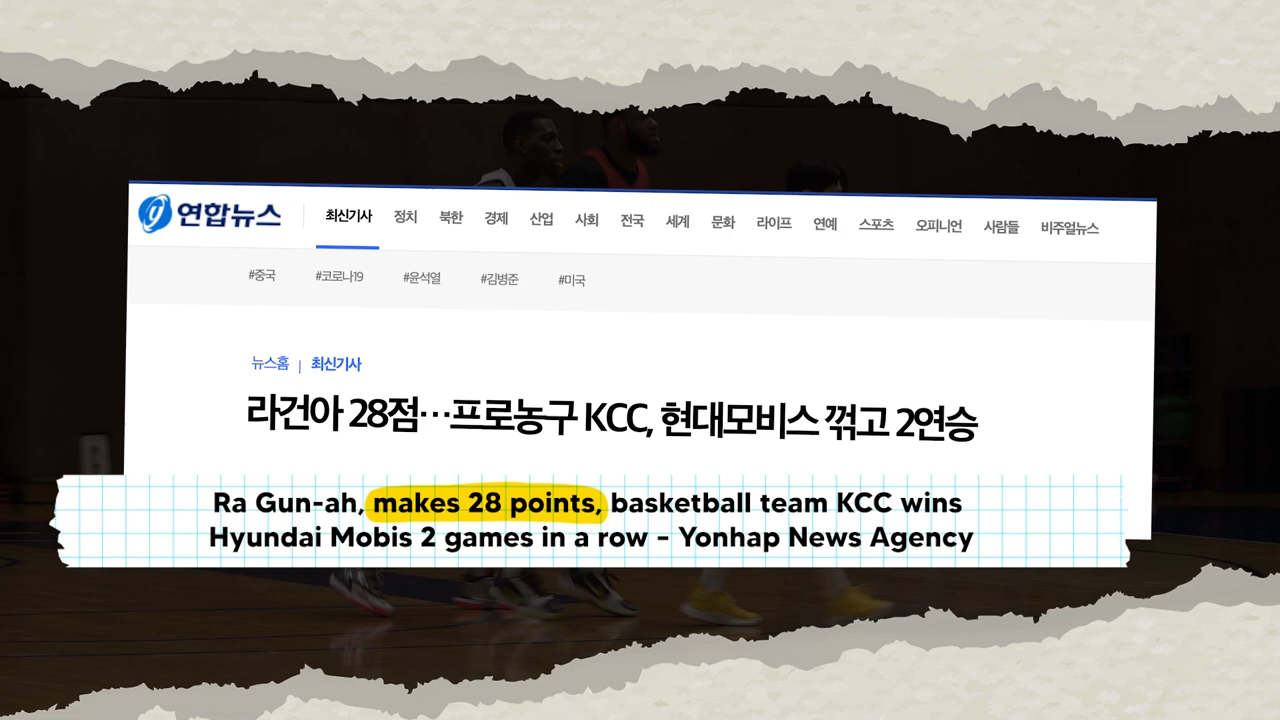 연합뉴스
최신기사 정치 북한 경제 산업 사회 전국 세계 문화 라이프 연예 스포츠 오피니언 사람들 비주얼뉴스
#중국 #코로나19 #윤석열 #김병준 #미국
뉴스홈 | 최신기사
라건아 28점…프로농구 KCC, 현대모비스 꺾고 2연승
Ra Gun-ah, makes 28 points, basketball team KCC wins
Hyundai Mobis 2 games in a row - Yonhap News Agency